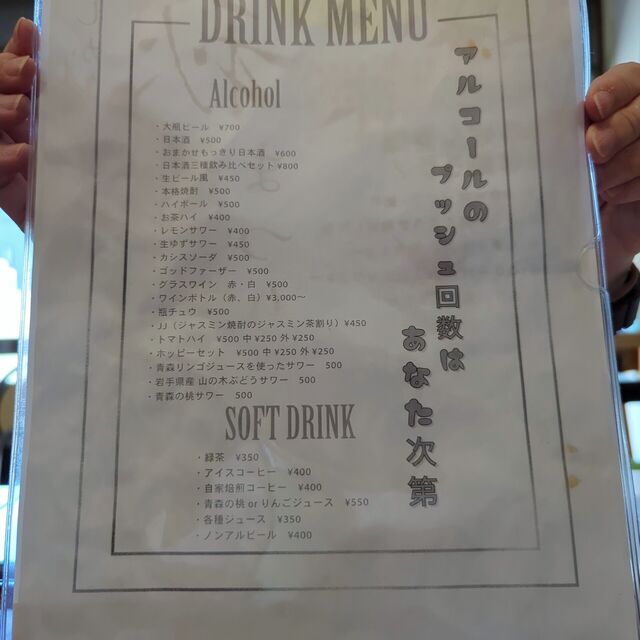 DRINK MENU
Alcohol
・大瓶ビール ¥700
・日本酒 ¥500
・おまかせもっきり日本酒 ¥600
・日本酒三種飲み比べセット ¥800
・生ビール風 ¥450
・本格焼酎 ¥500
・ハイボール ¥500
・お茶ハイ ¥400
・レモンサワー ¥400
・生ゆずサワー ¥450
・カシスソーダ ¥500
・ゴッドファーザー ¥500
・グラスワイン 赤・白 ¥500
・ワインボトル（赤、白）¥3,000～
・瓶チュウ ¥500
・JJ（ジャスミン焼酎のジャスミン茶割り）¥450
・トマトハイ ¥500 中 ¥250 外 ¥250
・ホッピーセット ¥500 中 ¥250 外 ¥250
・青森リンゴジュースを使ったサワー 500
・岩手県産 山の木ぶどうサワー 500
・青森の桃サワー 500
SOFT DRINK
・緑茶 ¥350
・アイスコーヒー ¥400
・自家焙煎コーヒー ¥400
・青森の桃 or りんごジュース ¥550
・各種ジュース ¥350
・ノンアルビール ¥400
アルコールの
プッシュ回数は
あなた次第